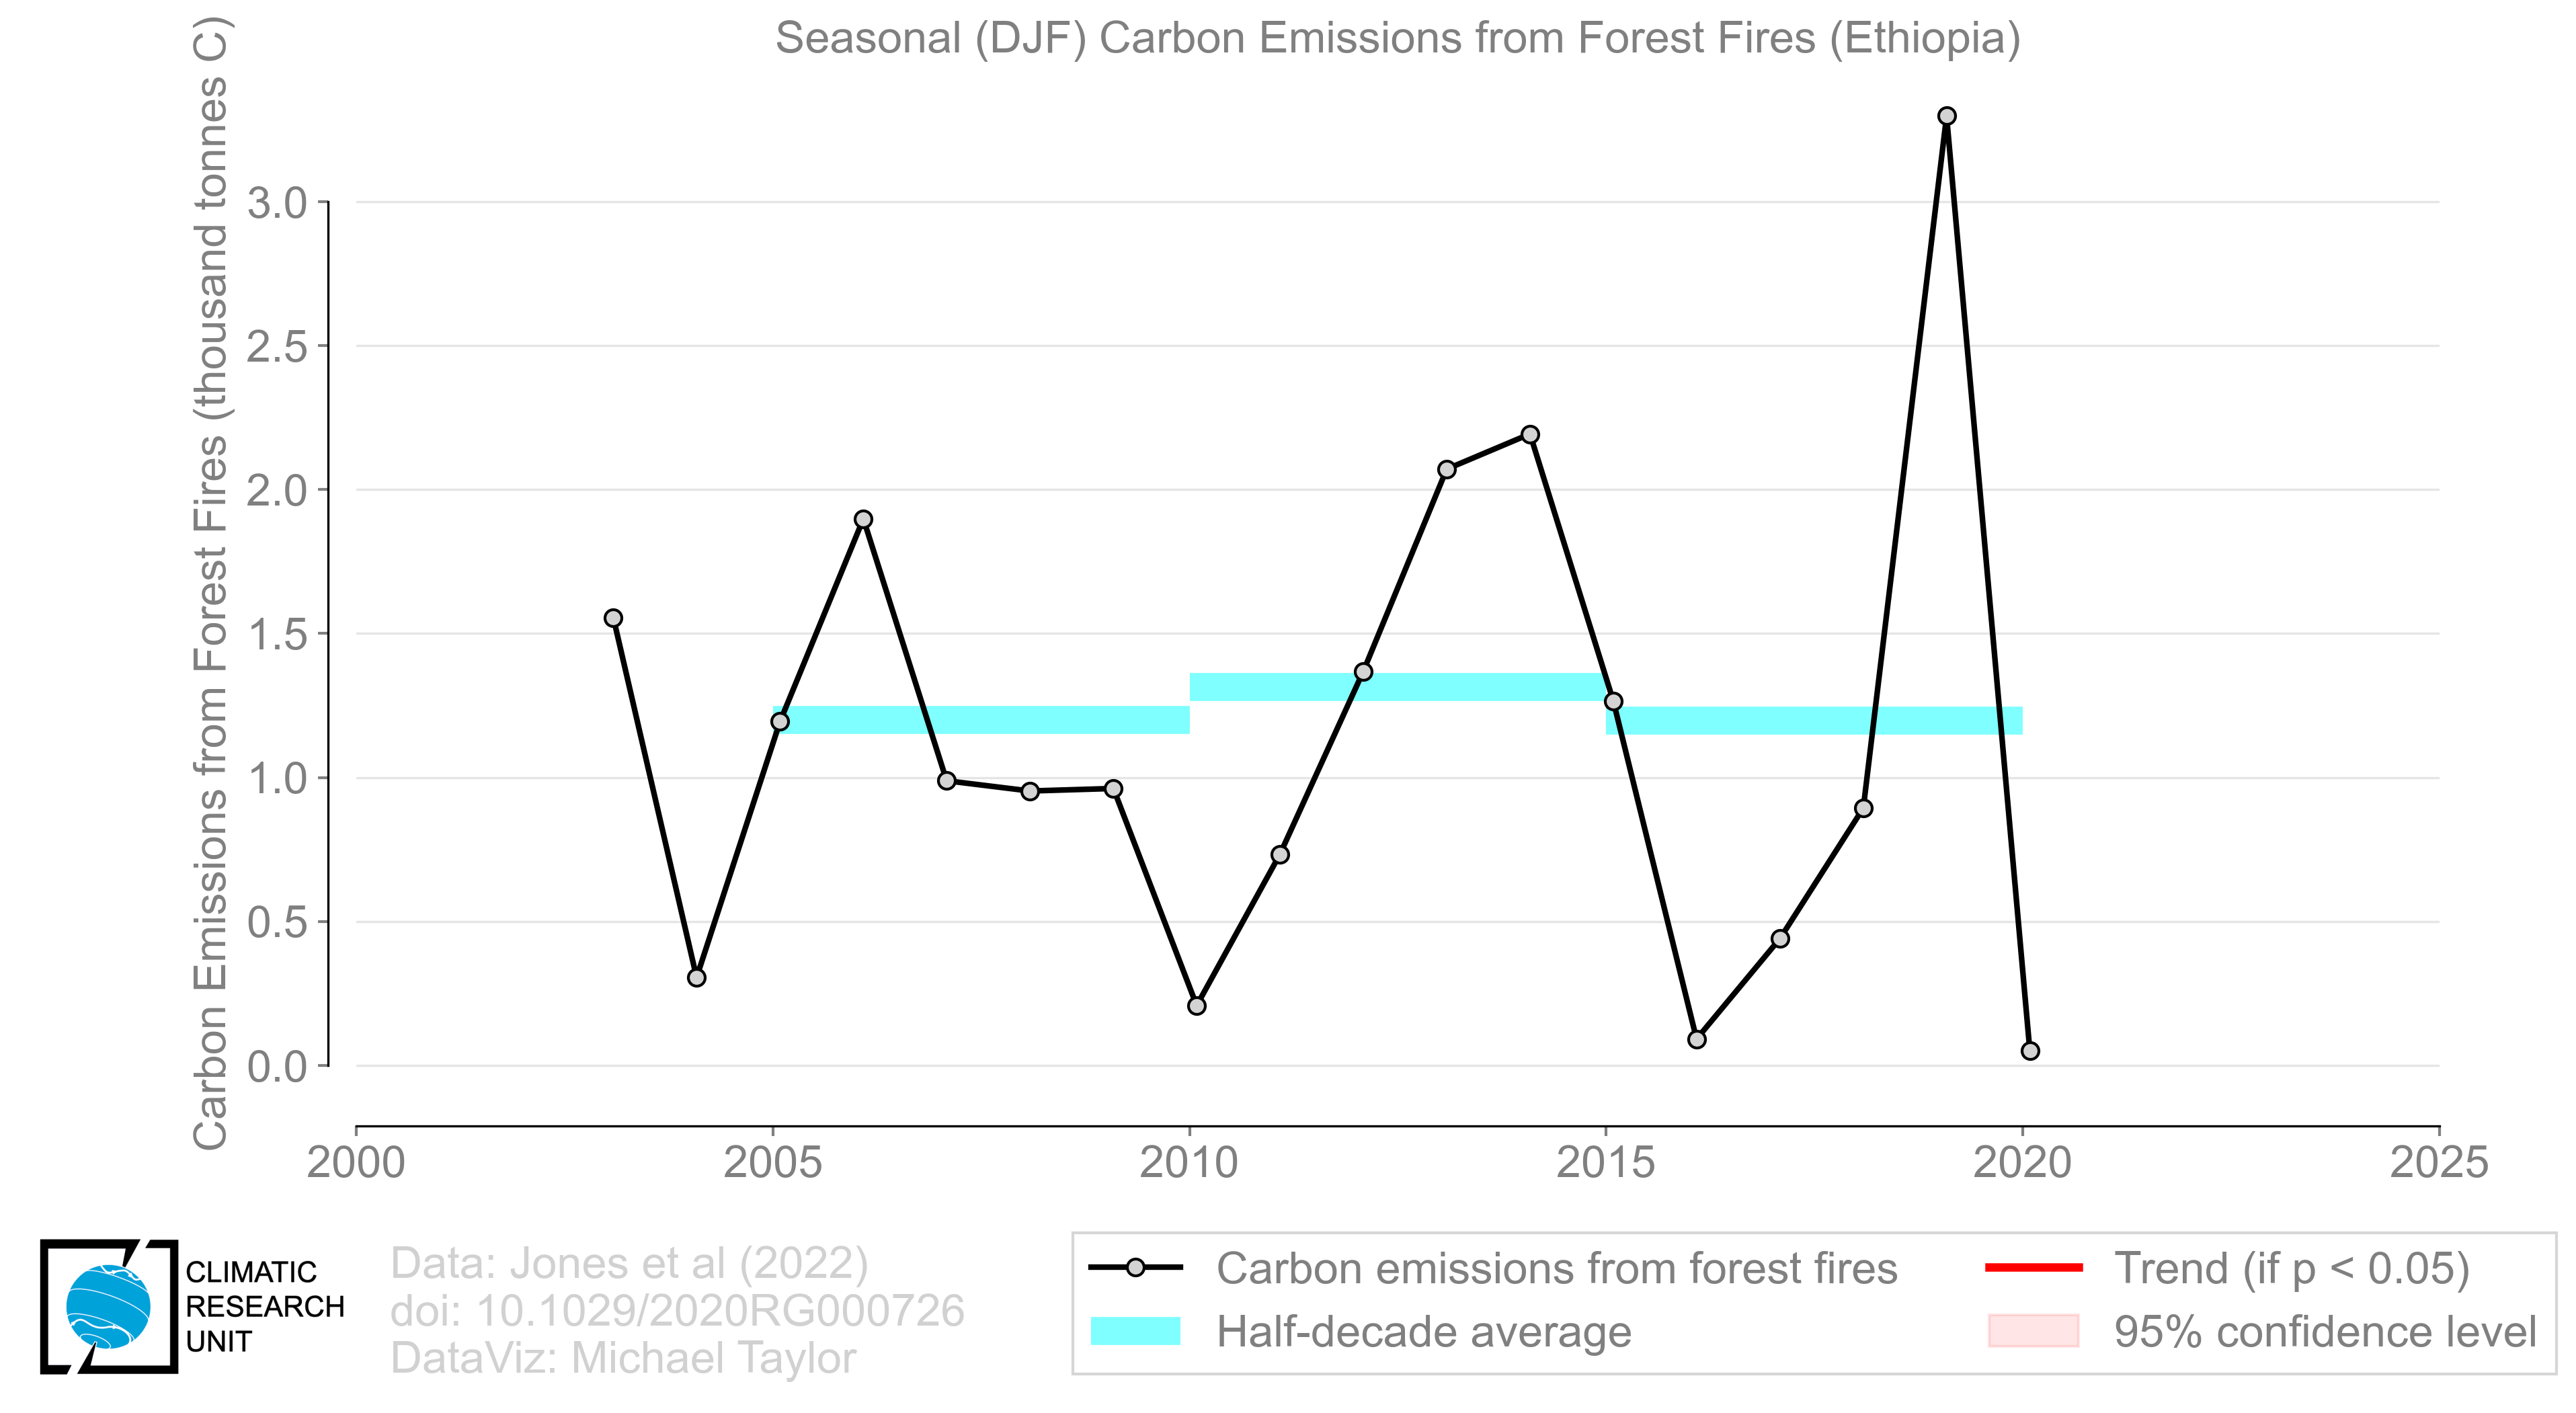 Seasonal (DJF) Carbon Emissions from Forest Fires (Ethiopia)
Carbon Emissions from Forest Fires (thousand tonnes C)
3.0
2.5
2.0
1.5
1.0
0.5
0.0
2000 2005 2010 2015 2020 2025
CLIMATIC
RESEARCH
UNIT
Data: Jones et al (2022)
doi: 10.1029/2020RG000726
DataViz: Michael Taylor
Carbon emissions from forest fires
Half-decade average
Trend (if p < 0.05)
95% confidence level